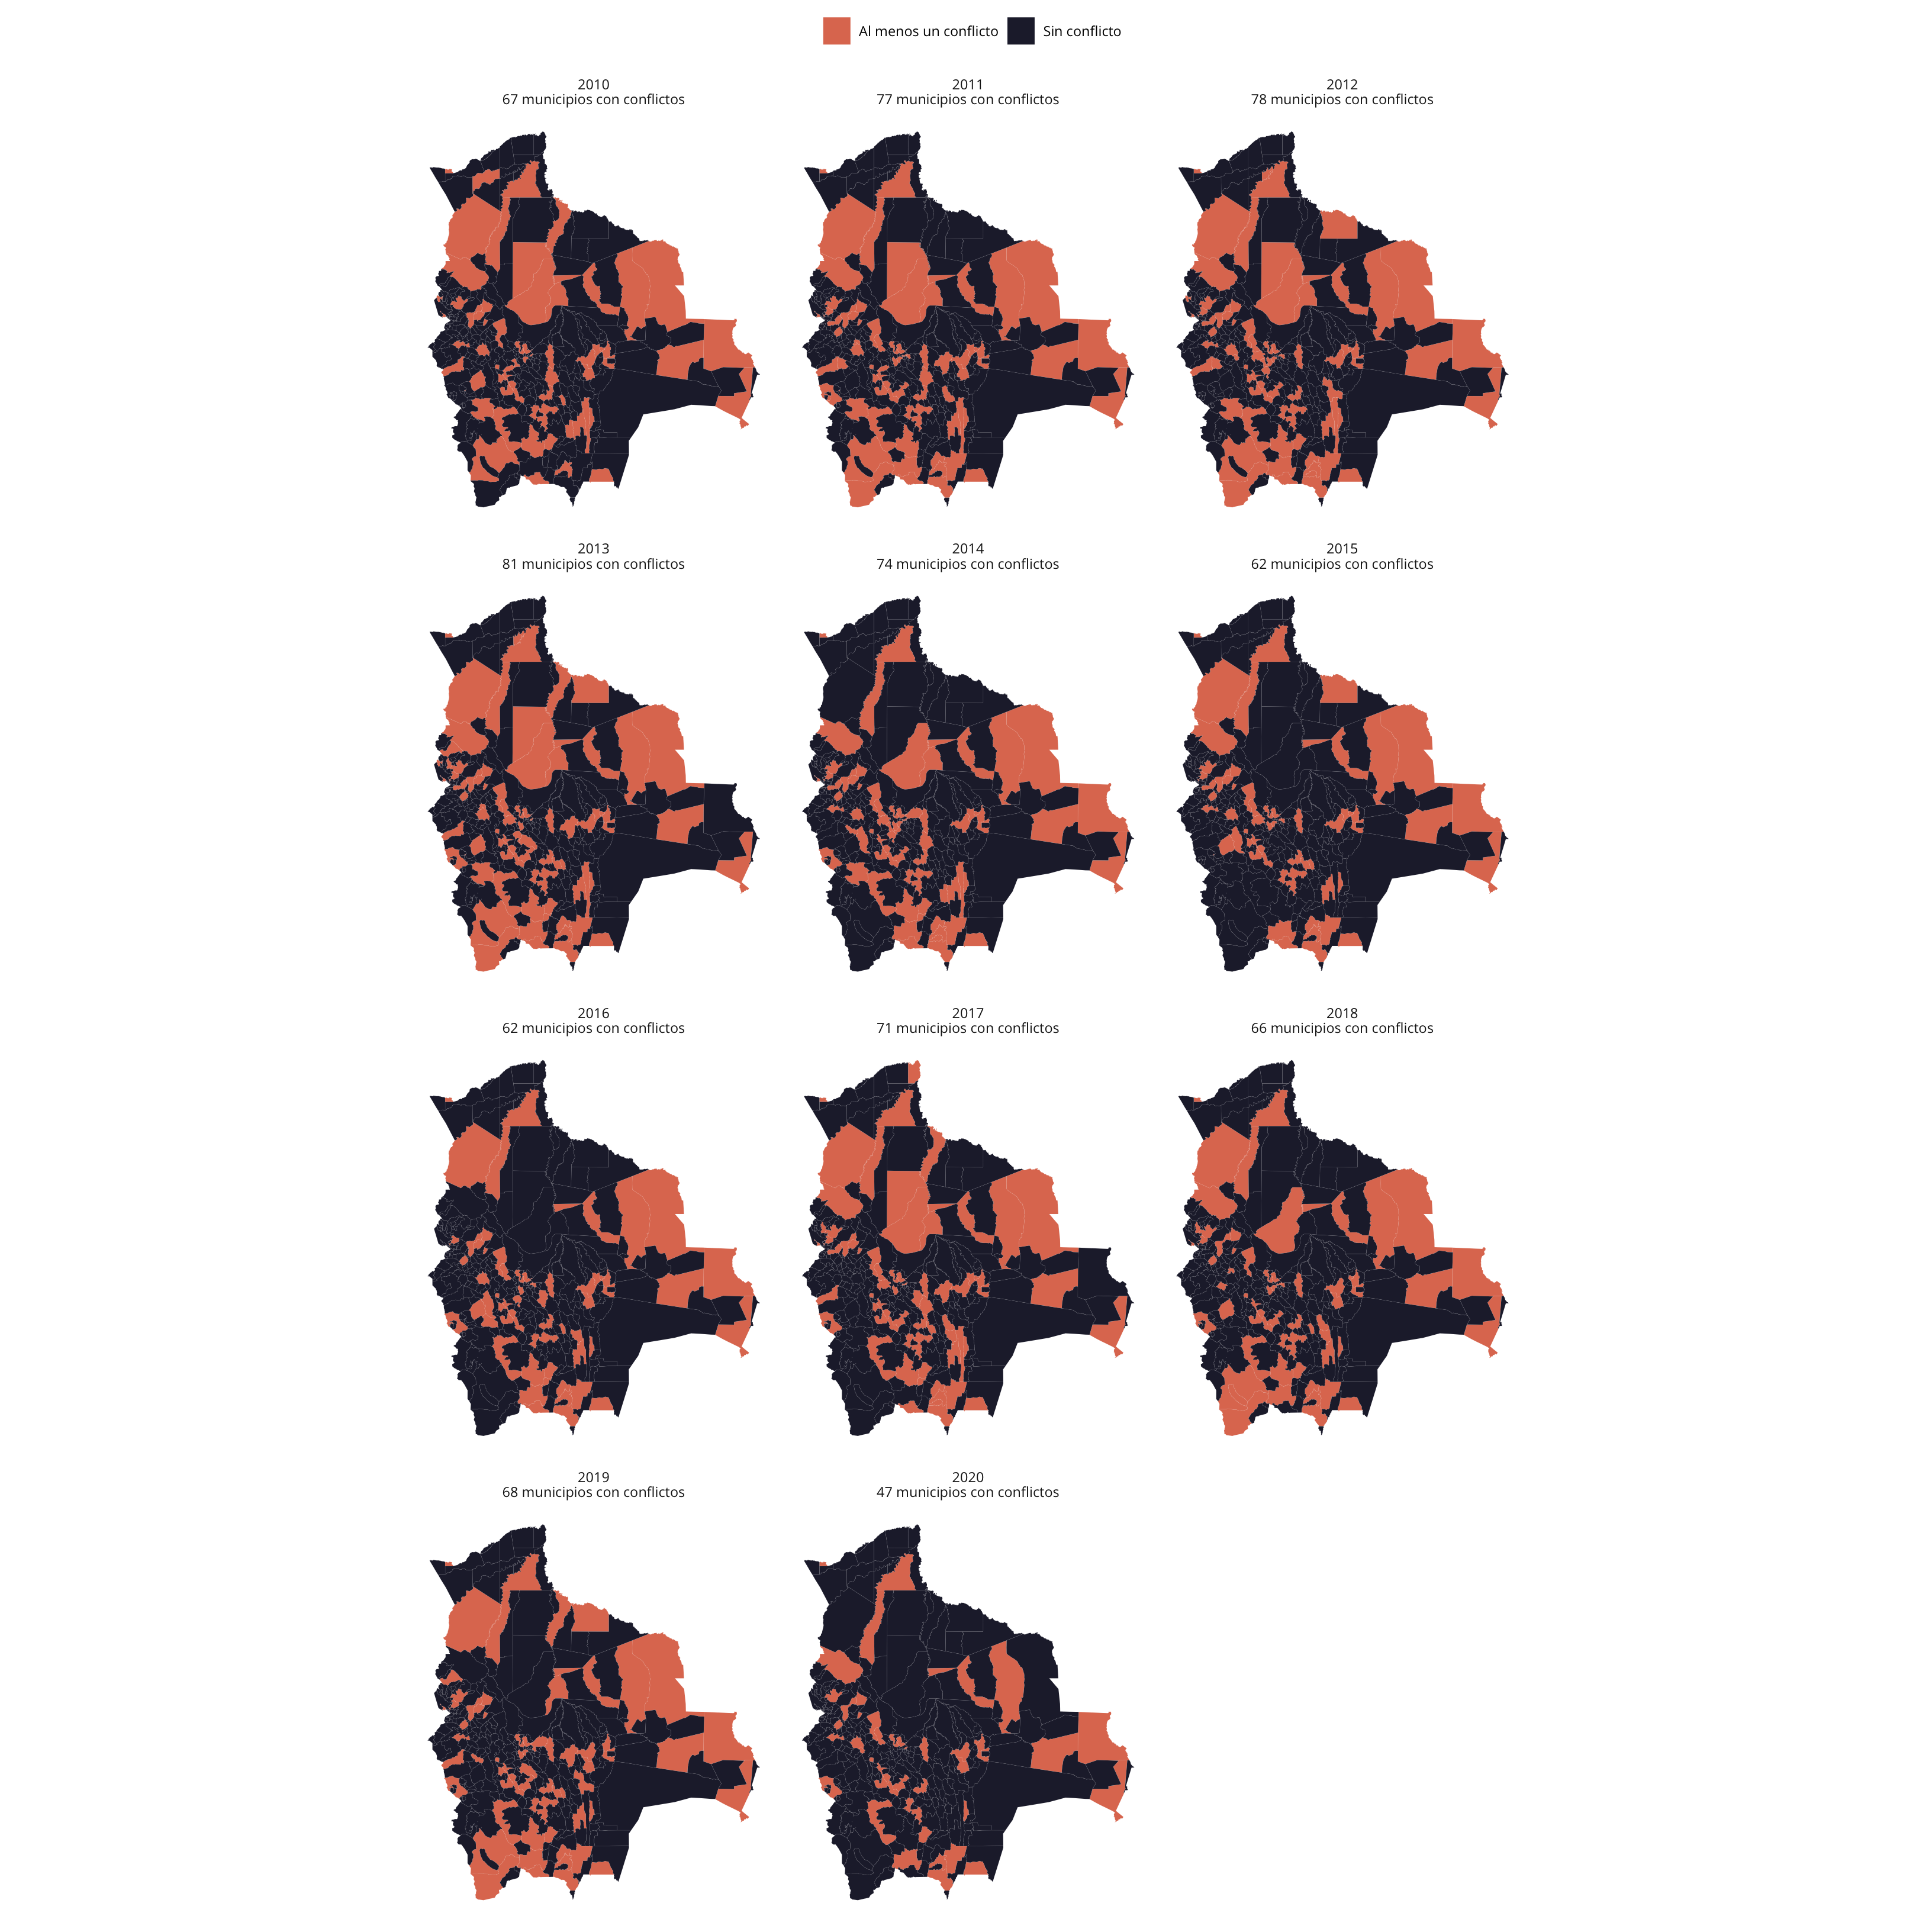 Al menos un conflicto
Sin conflicto
2010
67 municipios con conflictos
2011
77 municipios con conflictos
2012
78 municipios con conflictos
2013
81 municipios con conflictos
2014
74 municipios con conflictos
2015
62 municipios con conflictos
2016
62 municipios con conflictos
2017
71 municipios con conflictos
2018
66 municipios con conflictos
2019
68 municipios con conflictos
2020
47 municipios con conflictos